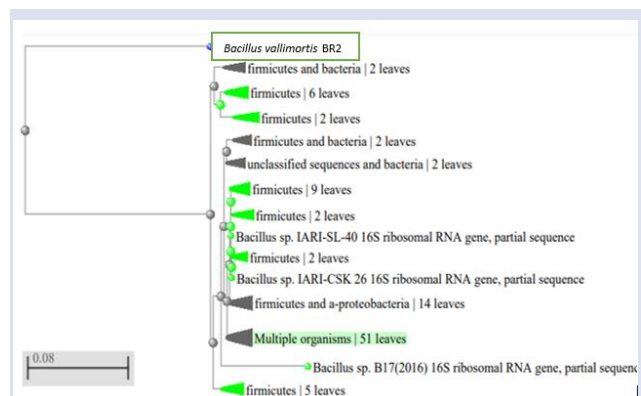 Bacillus vallimortis BR2
firmicutes and bacteria | 2 leaves
firmicutes | 6 leaves
firmicutes | 2 leaves
firmicutes and bacteria | 2 leaves
unclassified sequences and bacteria | 2 leaves
firmicutes | 9 leaves
firmicutes | 2 leaves
Bacillus sp. IARI-SL-40 16S ribosomal RNA gene, partial sequence
firmicutes | 2 leaves
Bacillus sp. IARI-CSK 26 16S ribosomal RNA gene, partial sequence
firmicutes and a-proteobacteria | 14 leaves
Multiple organisms | 51 leaves
0.08
Bacillus sp. B17(2016) 16S ribosomal RNA gene, partial sequenc
firmicutes | 5 leaves